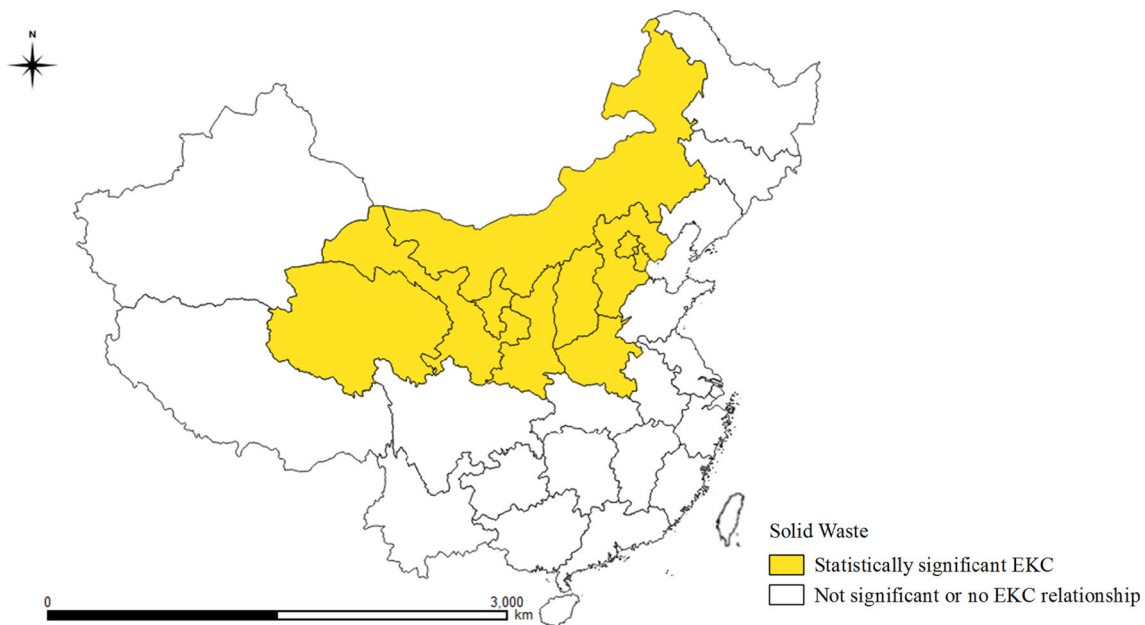 N
Solid Waste
Statistically significant EKC
Not significant or no EKC relationship
0 3,000
km